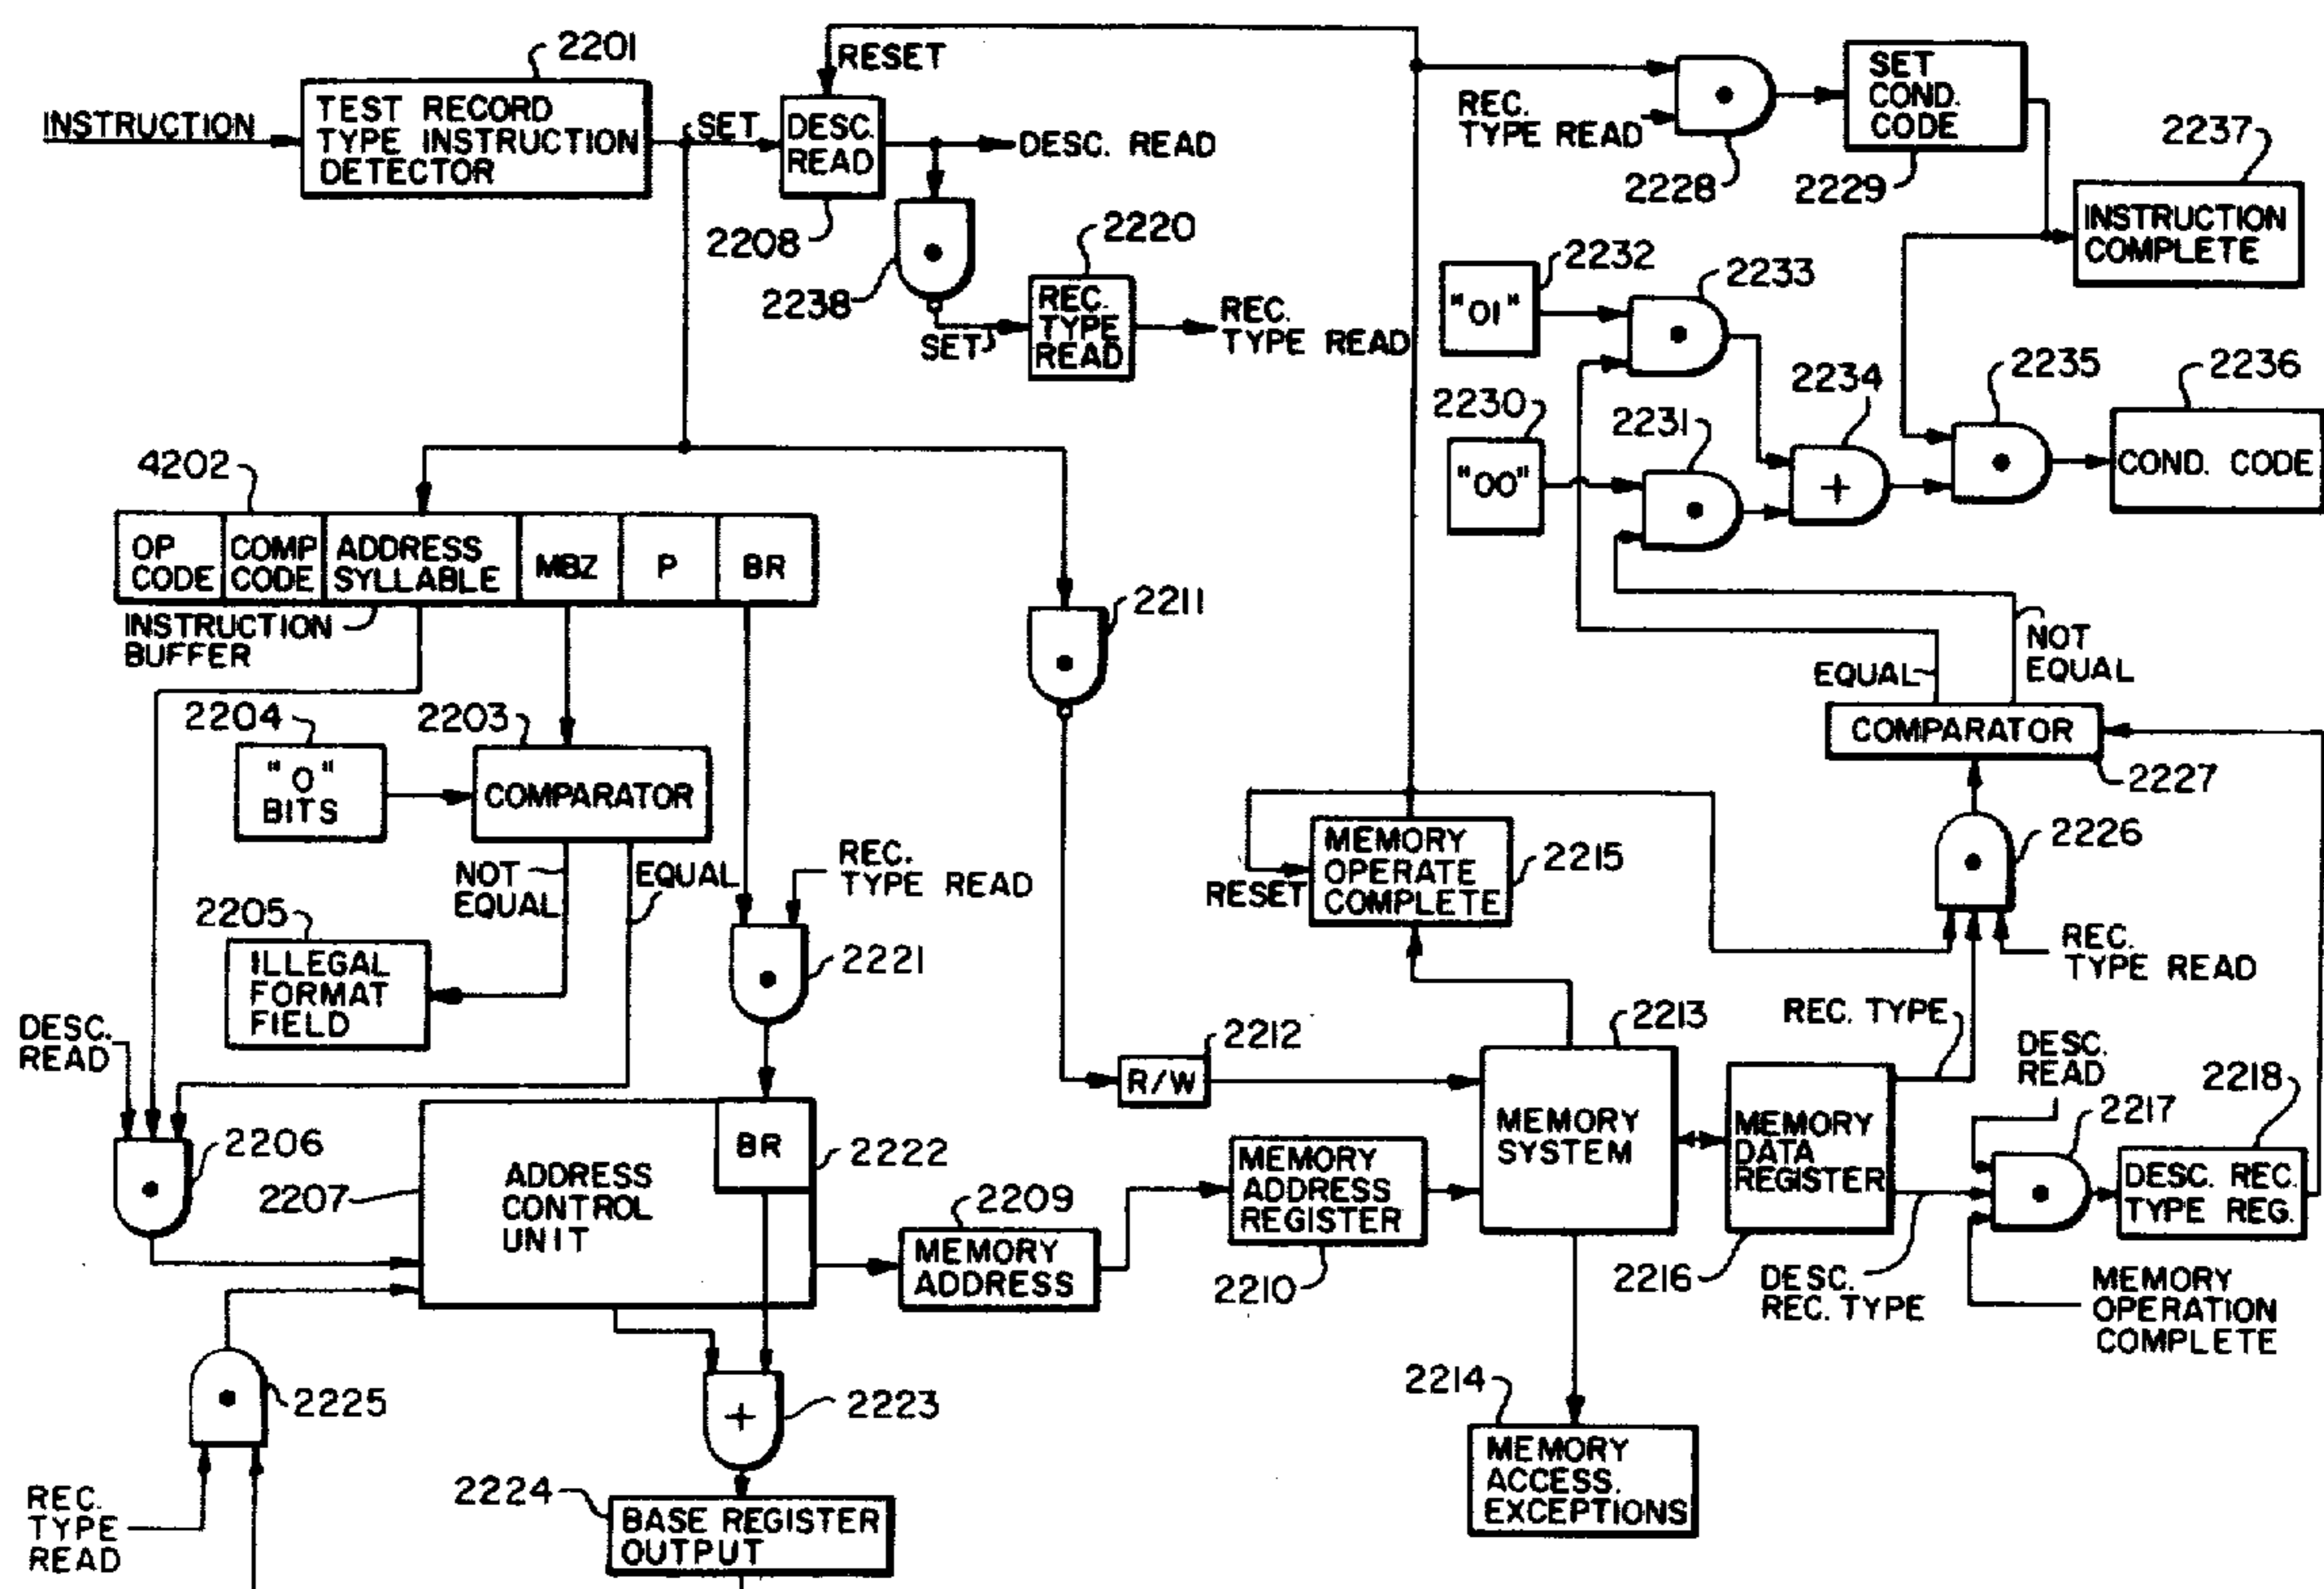 2201
INSTRUCTION
TEST RECORD
TYPE INSTRUCTION
DETECTOR
SET
RESET
DESC.
READ
2208
DESC. READ
2238
SET
2220
REC.
TYPE
READ
REC.
TYPE READ
REC.
TYPE READ
2228
SET
COND.
CODE
2229
2237
INSTRUCTION
COMPLETE
2232
"01"
2233
2230
"00"
2231
2234
2235
2236
COND. CODE
4202
OP
CODE
COMP
CODE
ADDRESS
SYLLABLE
MBZ
P
BR
INSTRUCTION
BUFFER
2211
EQUAL
NOT
EQUAL
COMPARATOR
2227
2204
"0"
BITS
2203
COMPARATOR
NOT
EQUAL
EQUAL
REC.
TYPE READ
2205
ILLEGAL
FORMAT
FIELD
2221
RESET
MEMORY
OPERATE
COMPLETE
2215
2226
REC.
TYPE READ
DESC.
READ
2206
2207
ADDRESS
CONTROL
UNIT
BR
2222
2212
R/W
2209
MEMORY
ADDRESS
MEMORY
ADDRESS
REGISTER
2210
2213
MEMORY
SYSTEM
MEMORY
DATA
REGISTER
2216
REC. TYPE
DESC.
REC. TYPE
DESC.
READ
2217
2218
DESC. REC.
TYPE REG.
MEMORY
OPERATION
COMPLETE
2214
MEMORY
ACCESS.
EXCEPTIONS
2225
REC.
TYPE
READ
2223
2224
BASE REGISTER
OUTPUT